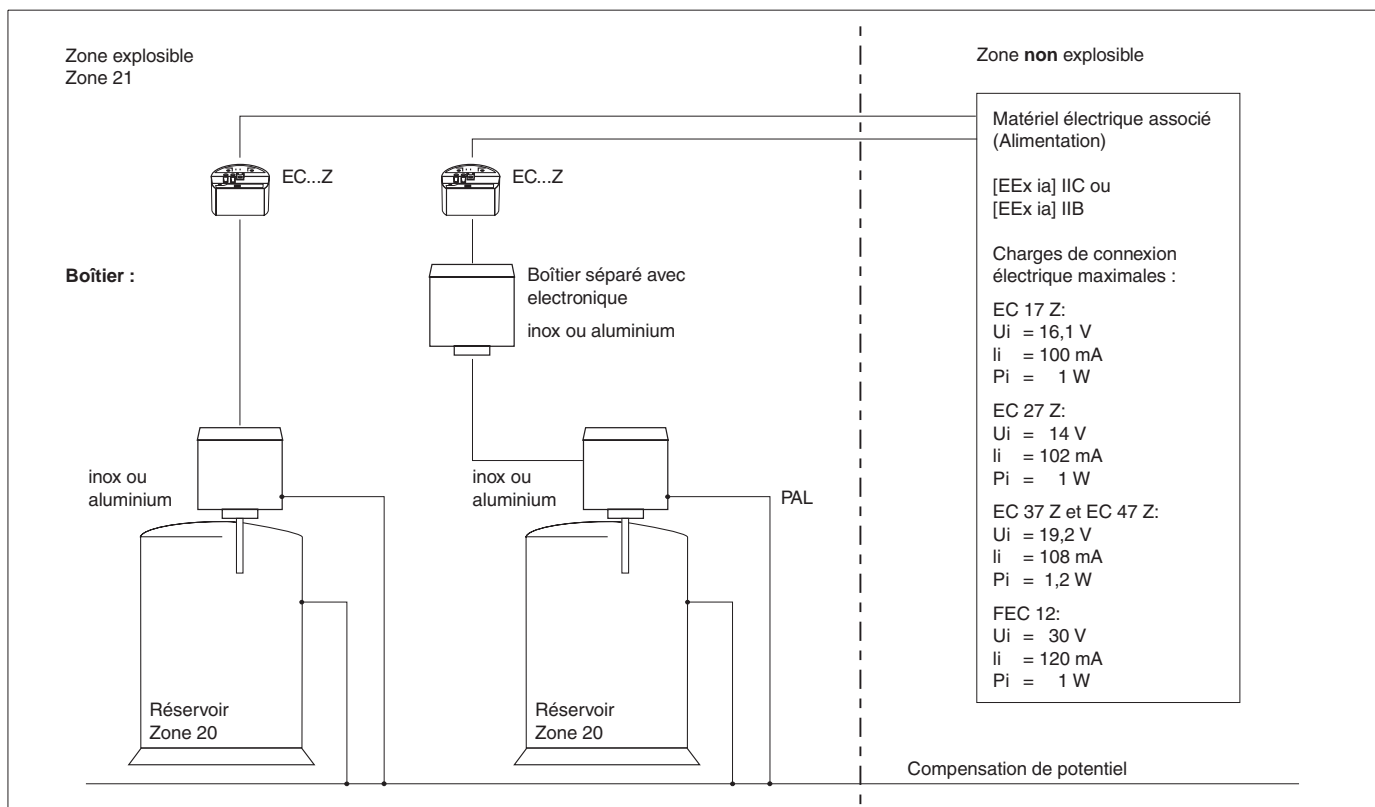 Zone explosible
Zone 21
EC...Z
EC...Z
Boîtier :
Boîtier séparé avec
electronique
inox ou aluminium
inox ou
aluminium
inox ou
aluminium
PAL
Réservoir
Zone 20
Réservoir
Zone 20
Zone non explosible
Matériel électrique associé
(Alimentation)
[EEx ia] IIC ou
[EEx ia] IIB
Charges de connexion
électrique maximales :
EC 17 Z:
Ui = 16,1 V
Ii = 100 mA
Pi = 1 W
EC 27 Z:
Ui = 14 V
Ii = 102 mA
Pi = 1 W
EC 37 Z et EC 47 Z:
Ui = 19,2 V
Ii = 108 mA
Pi = 1,2 W
FEC 12:
Ui = 30 V
Ii = 120 mA
Pi = 1 W
Compensation de potentiel